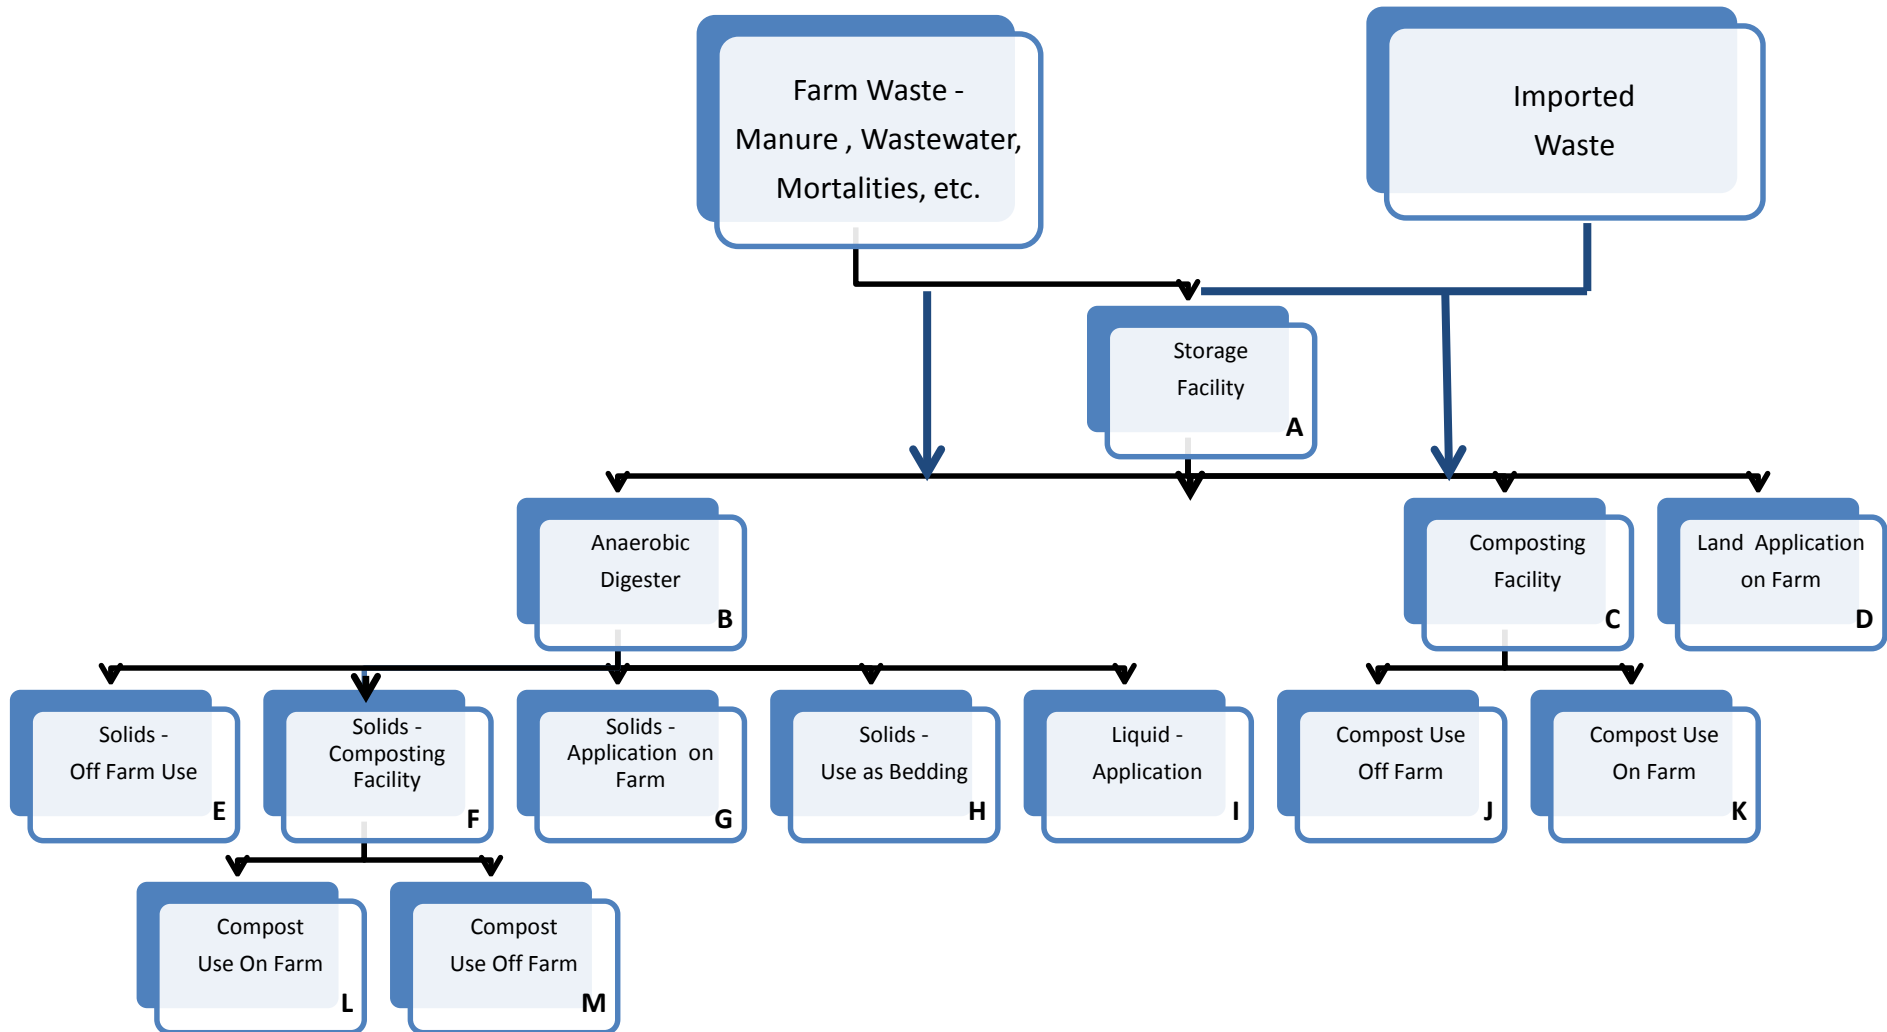 Farm Waste -
Manure , Wastewater,
Mortalities, etc.
Imported
Waste
Storage
Facility
A
Anaerobic
Digester
B
Composting
Facility
C
Land Application
on Farm
D
Solids -
Off Farm Use
E
Solids -
Composting
Facility
F
Solids -
Application on
Farm
G
Solids -
Use as Bedding
H
Liquid -
Application
I
Compost Use
Off Farm
J
Compost Use
On Farm
K
Compost
Use On Farm
L
Compost
Use Off Farm
M